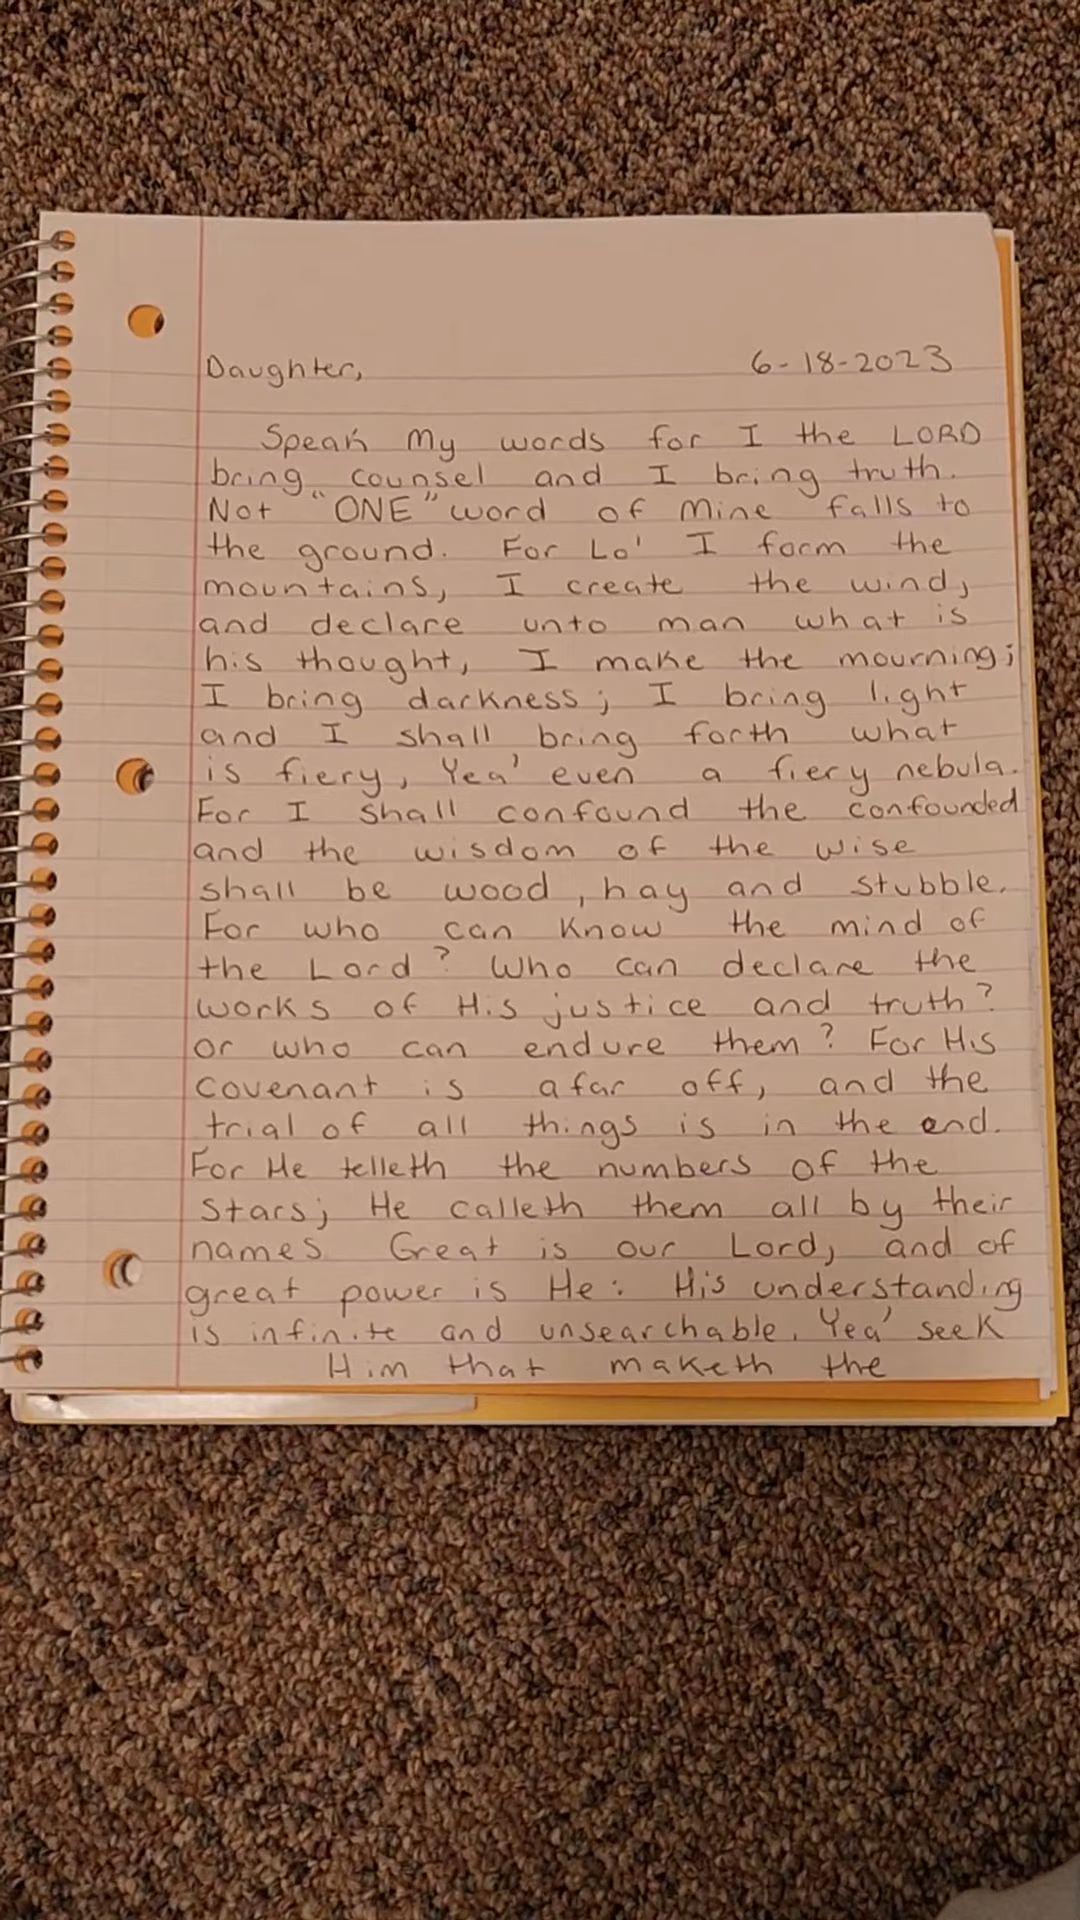 Daughter, 6-18-2023
Speak My words for I the LORD
bring counsel and I bring truth.
Not "ONE" word of Mine falls to
the ground. For Lo' I form the
mountains, I create the wind,
and declare unto man what is
his thought, I make the mourning;
I bring darkness; I bring light
and I shall bring forth what
is fiery, Yea' even a fiery nebula.
For I shall confound the confounded
and the wisdom of the wise
shall be wood, hay and stubble.
For who can know the mind of
the Lord? Who can declare the
works of His justice and truth?
or who can endure them? For His
covenant is afar off, and the
trial of all things is in the end.
For He telleth the numbers of the
stars; He calleth them all by their
names. Great is our Lord, and of
great power is He: His understanding
is infinite and unsearchable. Yea' seek
Him that maketh the